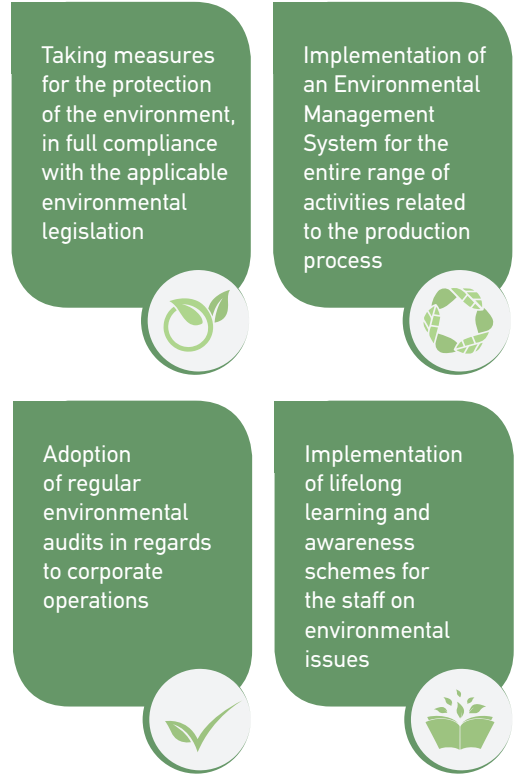 Taking measures
for the protection
of the environment,
in full compliance
with the applicable
environmental
legislation
Implementation of
an Environmental
Management
System for the
entire range of
activities related
to the production
process
Adoption
of regular
environmental
audits in regards
to corporate
operations
Implementation
of lifelong
learning and
awareness
schemes for
the staff on
environmental
issues